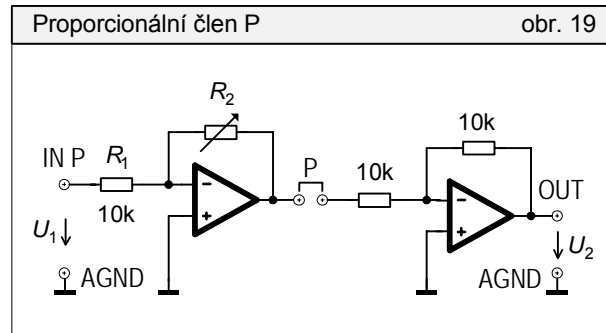 Proporcionální člen P obr. 19
R2
10k
IN P R1 P 10k OUT
10k
U1 U2
AGND AGND